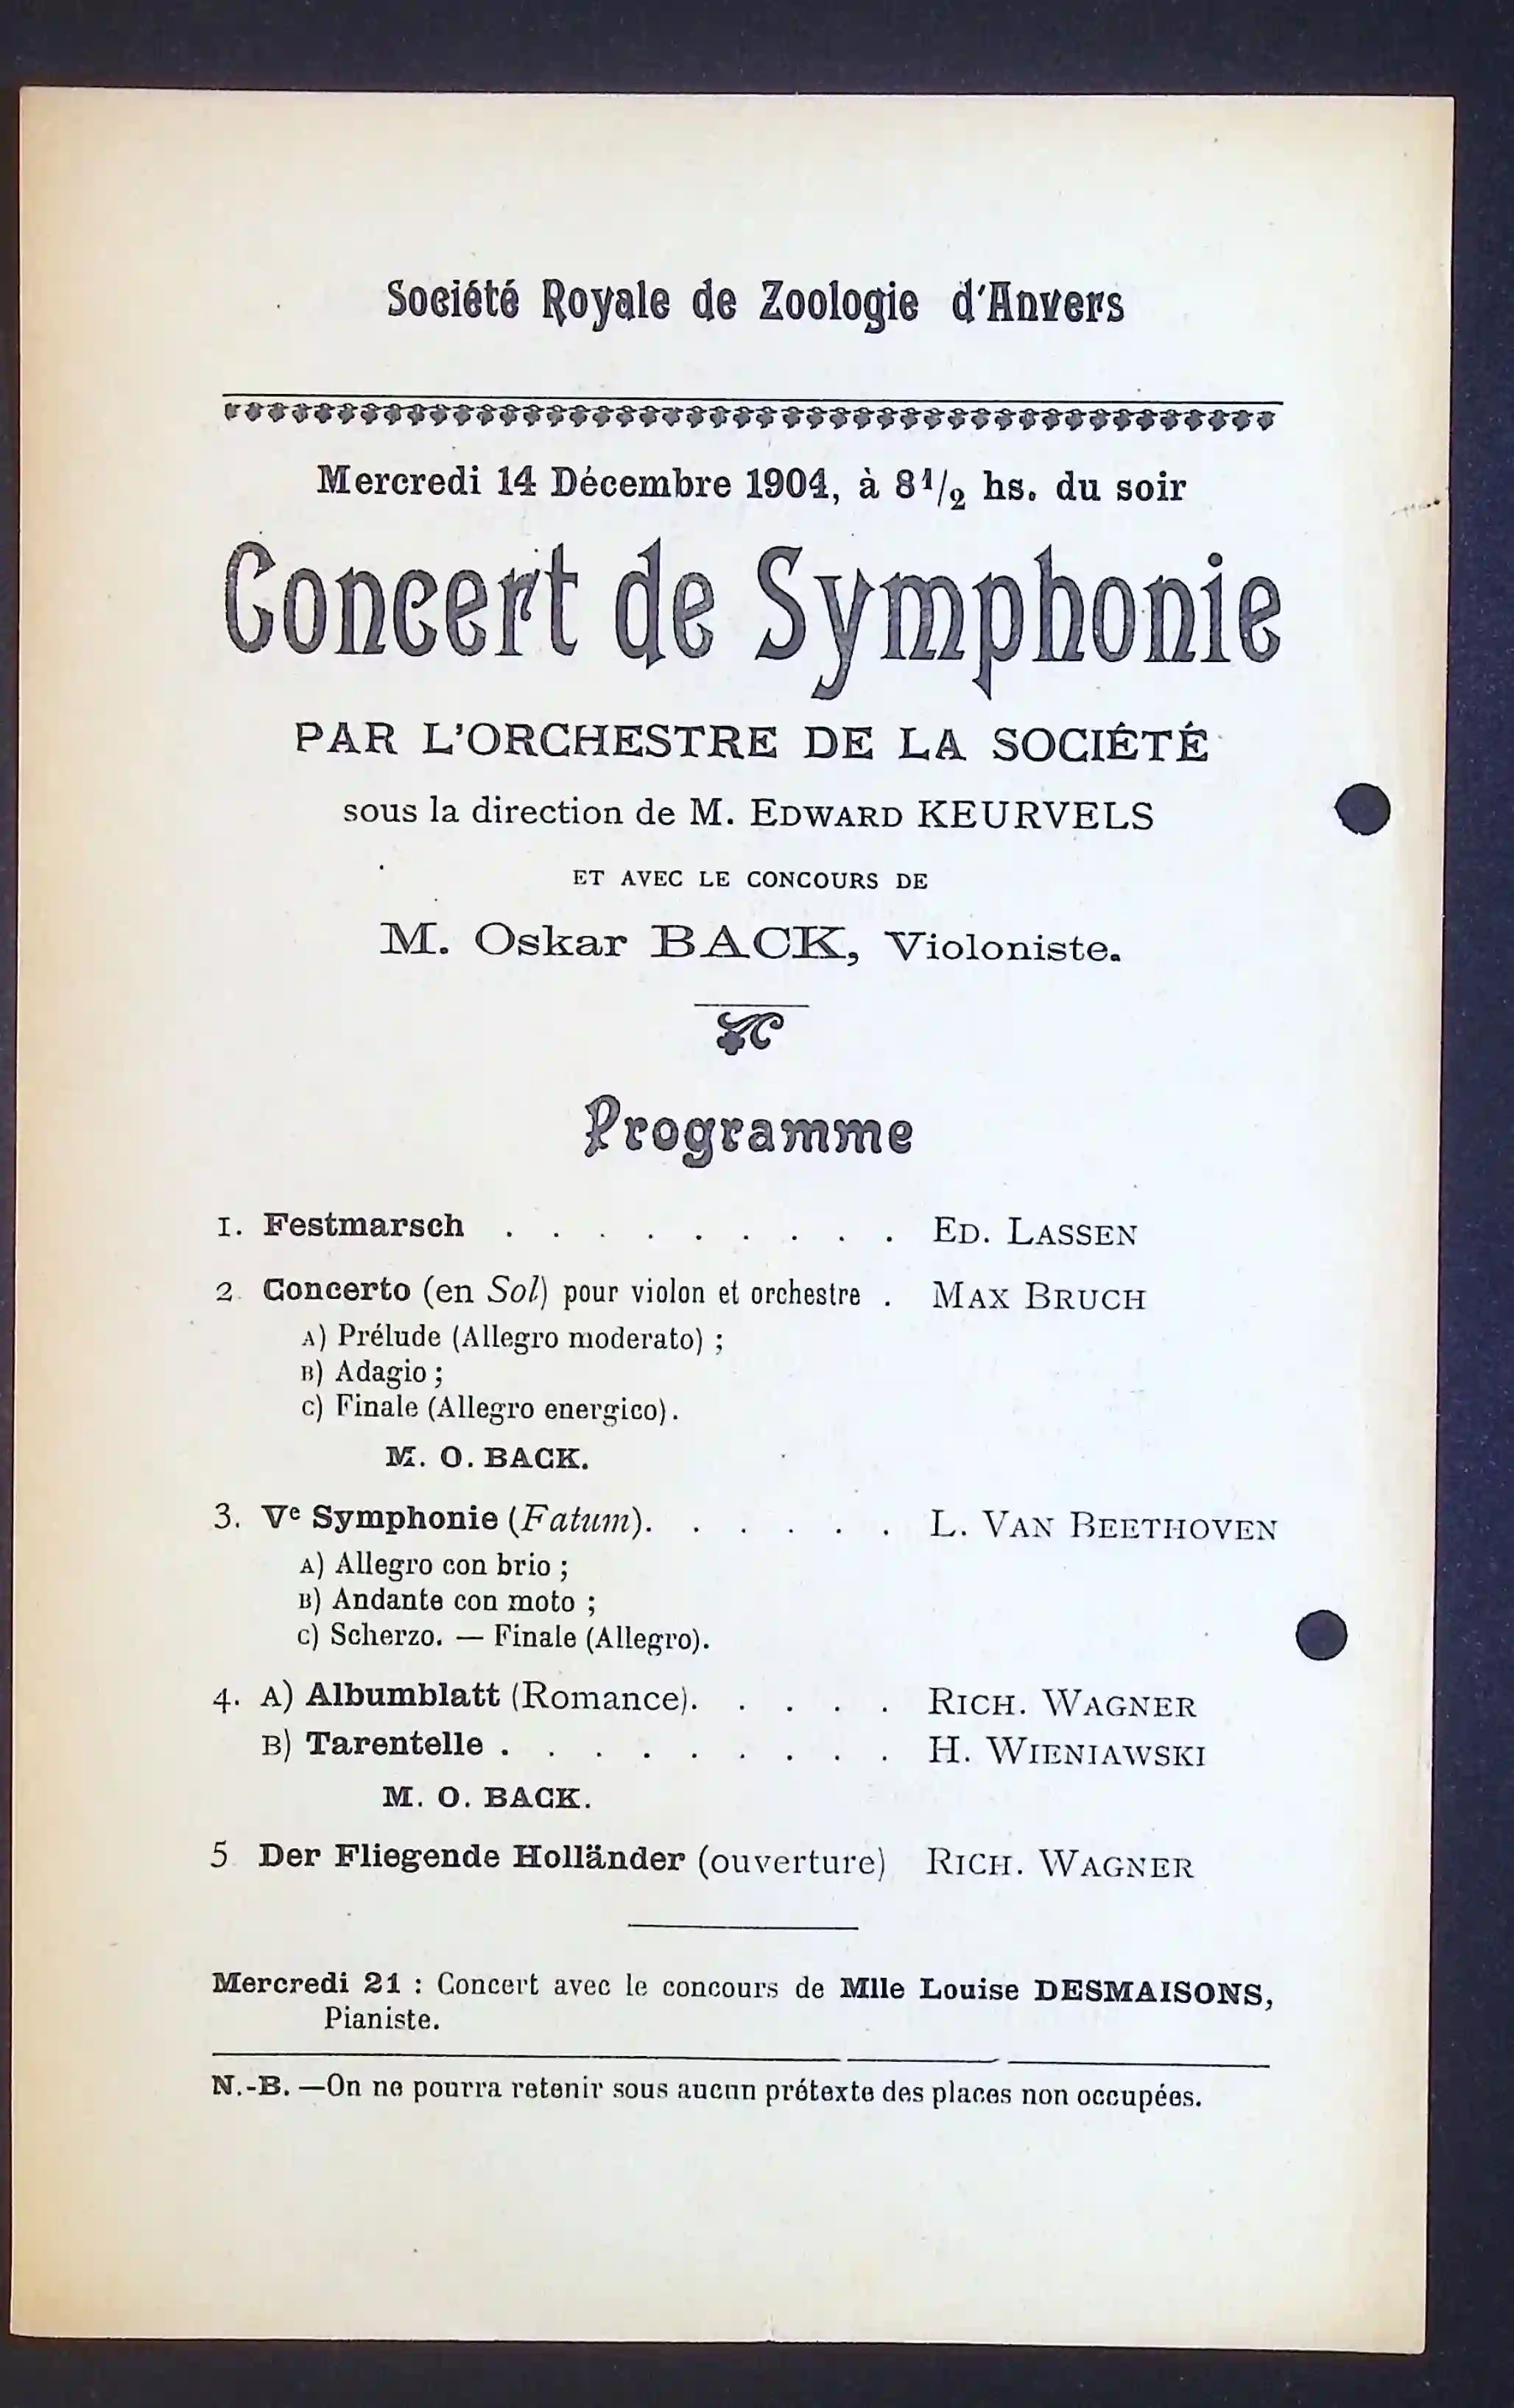 Société Royale de Zoologie d'Anvers
Mercredi 14 Décembre 1904, à 8 1/2 hs. du soir
Concert de Symphonie
PAR L'ORCHESTRE DE LA SOCIÉTÉ
sous la direction de M. EDWARD KEURVELS
ET AVEC LE CONCOURS DE
M. Oskar BACK, Violoniste.
Programme
1. Festmarsch . . . . . . . . . ED. LASSEN
2. Concerto (en Sol) pour violon et orchestre . MAX BRUCH
A) Prélude (Allegro moderato) ;
B) Adagio ;
C) Finale (Allegro energico).
M. O. BACK.
3. Ve Symphonie (Fatum). . . . . . L. VAN BEETHOVEN
A) Allegro con brio ;
B) Andante con moto ;
C) Scherzo. — Finale (Allegro).
4. A) Albumblatt (Romance). . . . . RICH. WAGNER
B) Tarentelle . . . . . . . . . H. WIENIAWSKI
M. O. BACK.
5 Der Fliegende Holländer (ouverture) RICH. WAGNER
Mercredi 21 : Concert avec le concours de Mlle Louise DESMAISONS,
Pianiste.
N.-B. —On ne pourra retenir sous aucun prétexte des places non occupées.